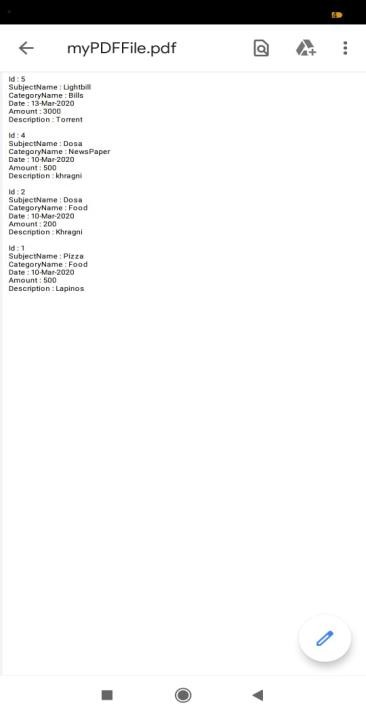 myPDFFile.pdf
Id : 5
SubjectName : Lightbill
CategoryName : Bills
Date : 13-Mar-2020
Amount : 3000
Description : Torrent
Id : 4
SubjectName : Dosa
CategoryName : NewsPaper
Date : 10-Mar-2020
Amount : 500
Description : khragni
Id : 2
SubjectName : Dosa
CategoryName : Food
Date : 10-Mar-2020
Amount : 200
Description : Khragni
Id : 1
SubjectName : Pizza
CategoryName : Food
Date : 10-Mar-2020
Amount : 500
Description : Lapinos